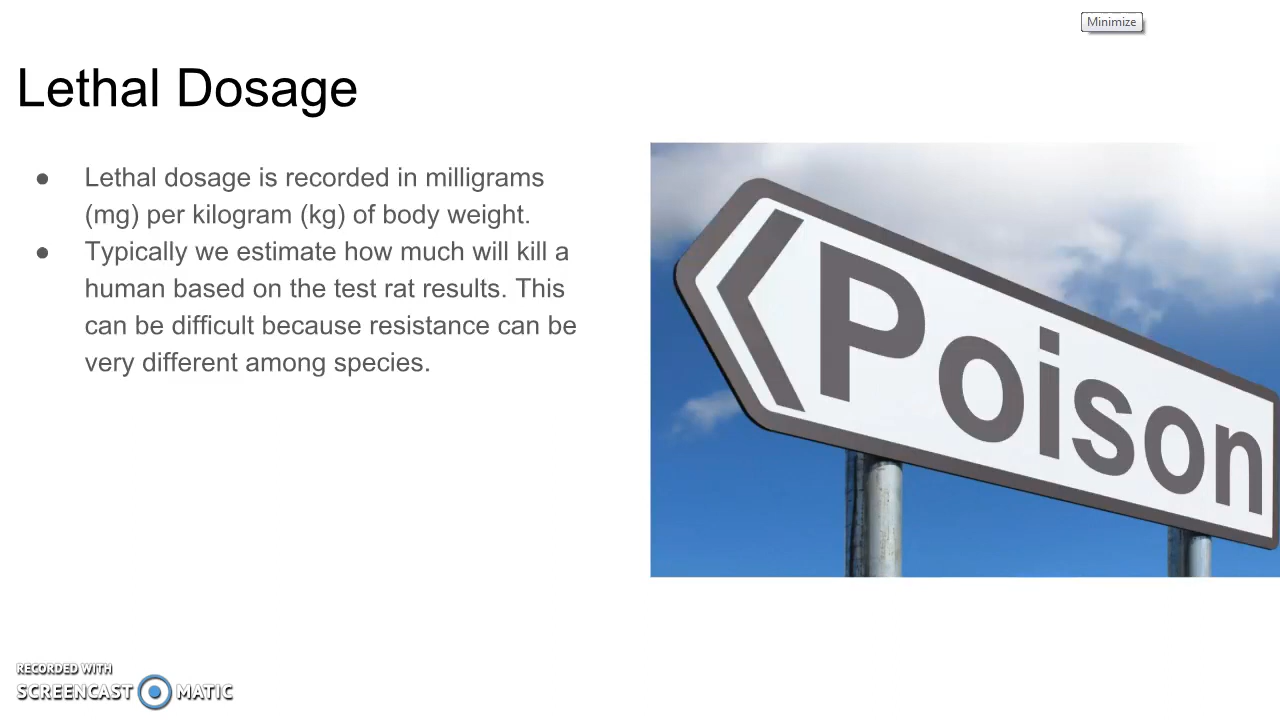 Minimize
Lethal Dosage
● Lethal dosage is recorded in milligrams
(mg) per kilogram (kg) of body weight.
● Typically we estimate how much will kill a
human based on the test rat results. This
can be difficult because resistance can be
very different among species.
Poison
RECORDED WITH
SCREENCAST MATIC